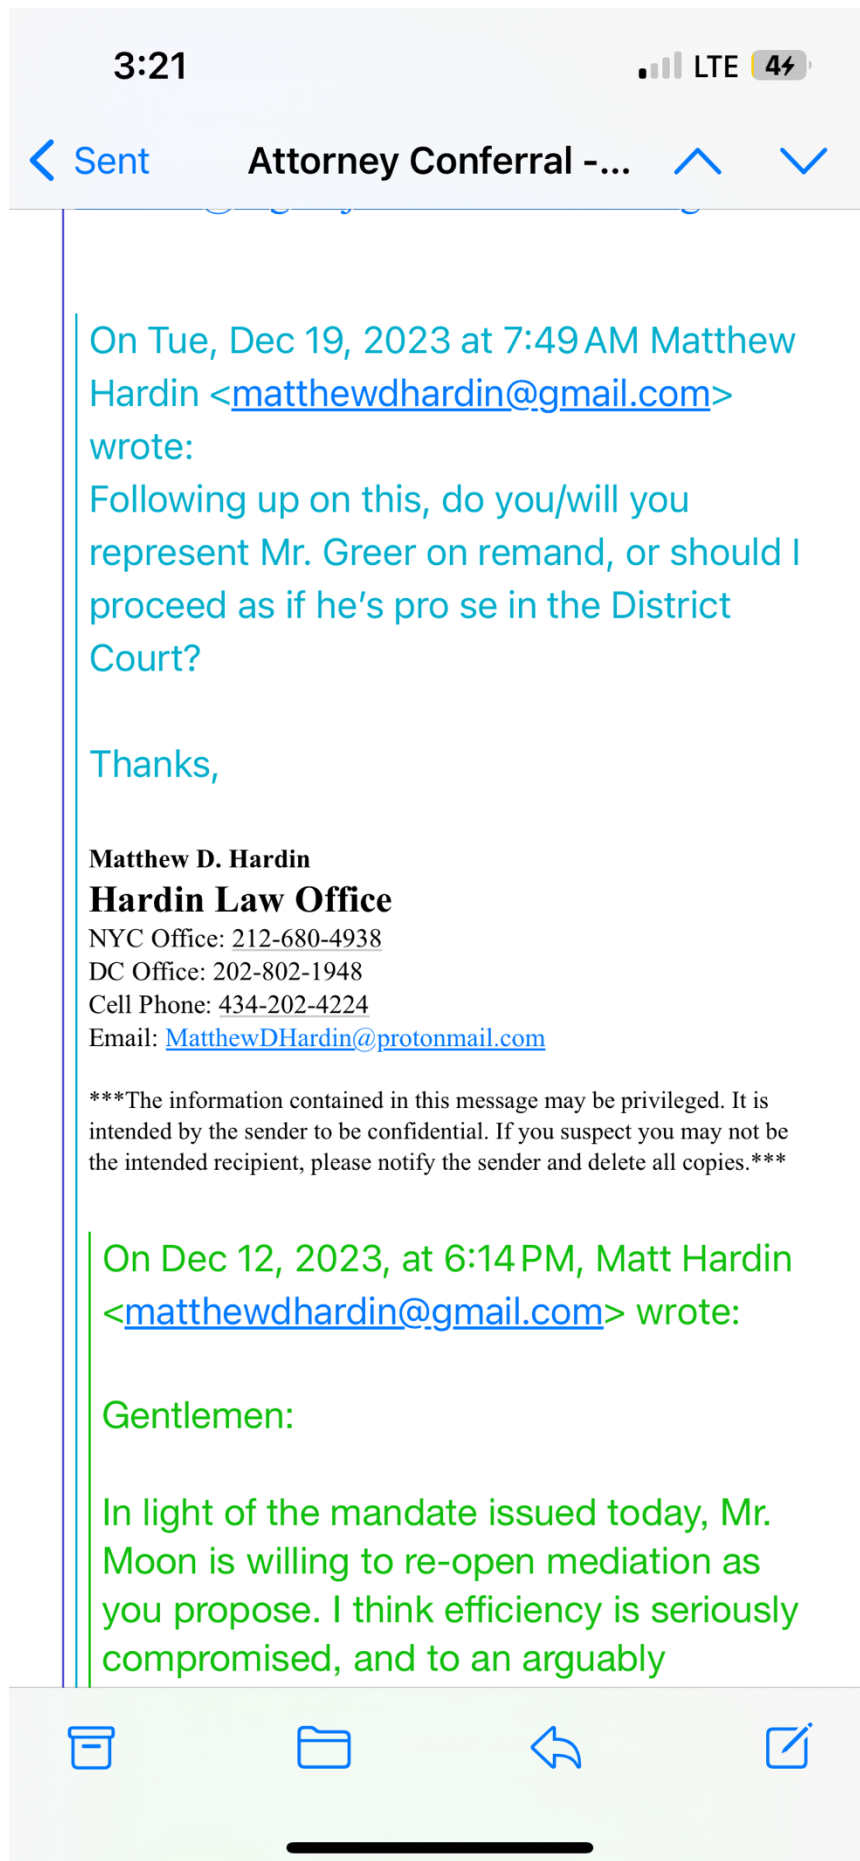 3:21
LTE 4
Sent
Attorney Conferral -...
On Tue, Dec 19, 2023 at 7:49 AM Matthew
Hardin <matthewdhardin@gmail.com>
wrote:
Following up on this, do you/will you
represent Mr. Greer on remand, or should I
proceed as if he's pro se in the District
Court?
Thanks,
Matthew D. Hardin
Hardin Law Office
NYC Office: 212-680-4938
DC Office: 202-802-1948
Cell Phone: 434-202-4224
Email: MatthewDHardin@protonmail.com
***The information contained in this message may be privileged. It is
intended by the sender to be confidential. If you suspect you may not be
the intended recipient, please notify the sender and delete all copies.***
On Dec 12, 2023, at 6:14 PM, Matt Hardin
<matthewdhardin@gmail.com> wrote:
Gentlemen:
In light of the mandate issued today, Mr.
Moon is willing to re-open mediation as
you propose. I think efficiency is seriously
compromised, and to an arguably